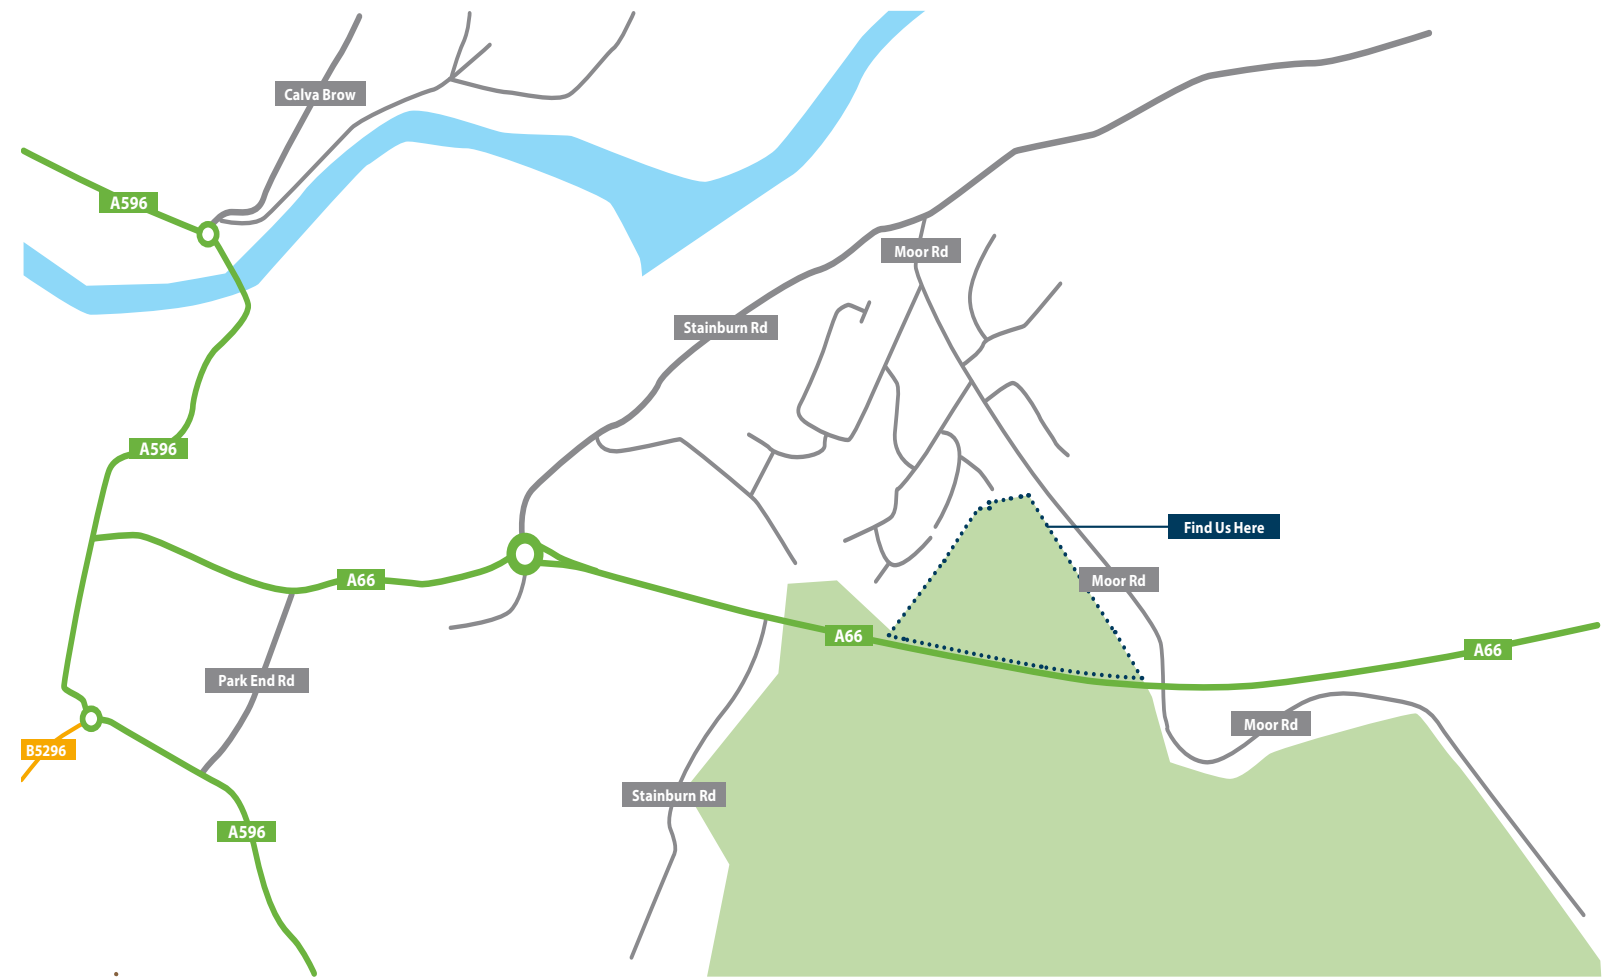 Calva Brow
A596
Moor Rd
Stainburn Rd
A596
Find Us Here
A66
Moor Rd
A66
A66
Park End Rd
Moor Rd
B5296
Stainburn Rd
A596